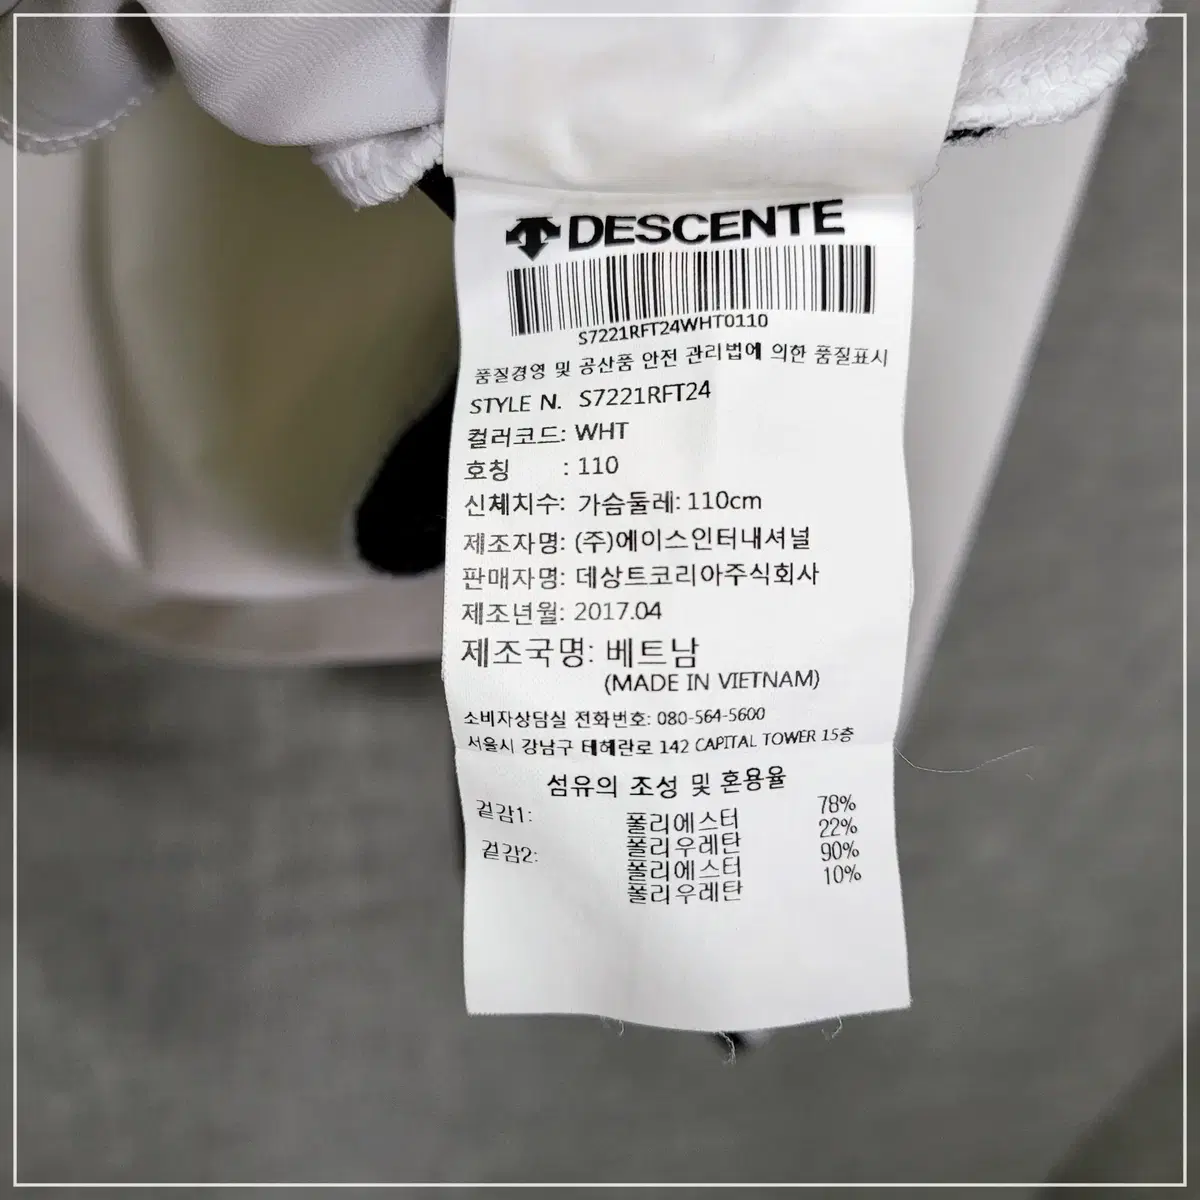 DESCENTE
S7221RFT24WHT0110
품질경영 및 공산품 안전 관리법에 의한 품질표시
STYLE N. S7221RFT24
컬러코드: WHT
호칭 : 110
신체치수: 가슴둘레: 110cm
제조자명: (주)에이스인터내셔널
판매자명: 데상트코리아주식회사
제조년월: 2017.04
제조국명: 베트남
(MADE IN VIETNAM)
소비자상담실 전화번호: 080-564-5600
서울시 강남구 테헤란로 142 CAPITAL TOWER 15층
섬유의 조성 및 혼용율
겉감1: 폴리에스터 78%
폴리우레탄 22%
겉감2: 폴리에스터 90%
폴리우레탄 10%